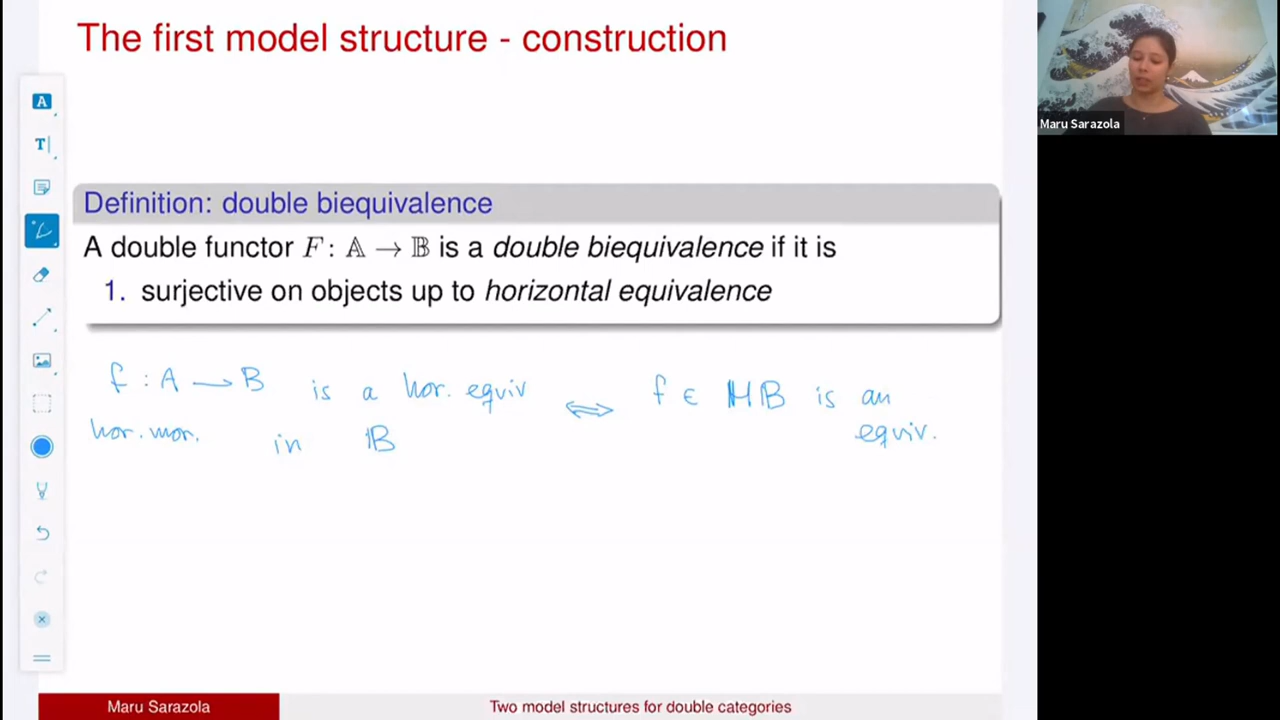 The first model structure - construction
Maru Sarazola
Definition: double biequivalence
A double functor F : 𝔸 → 𝔹 is a double biequivalence if it is
1. surjective on objects up to horizontal equivalence
f : A → B is a hor. equiv ⟺ f ∈ ℍ𝔹 is an
hor. mor. in 𝔹 equiv.
Maru Sarazola
Two model structures for double categories